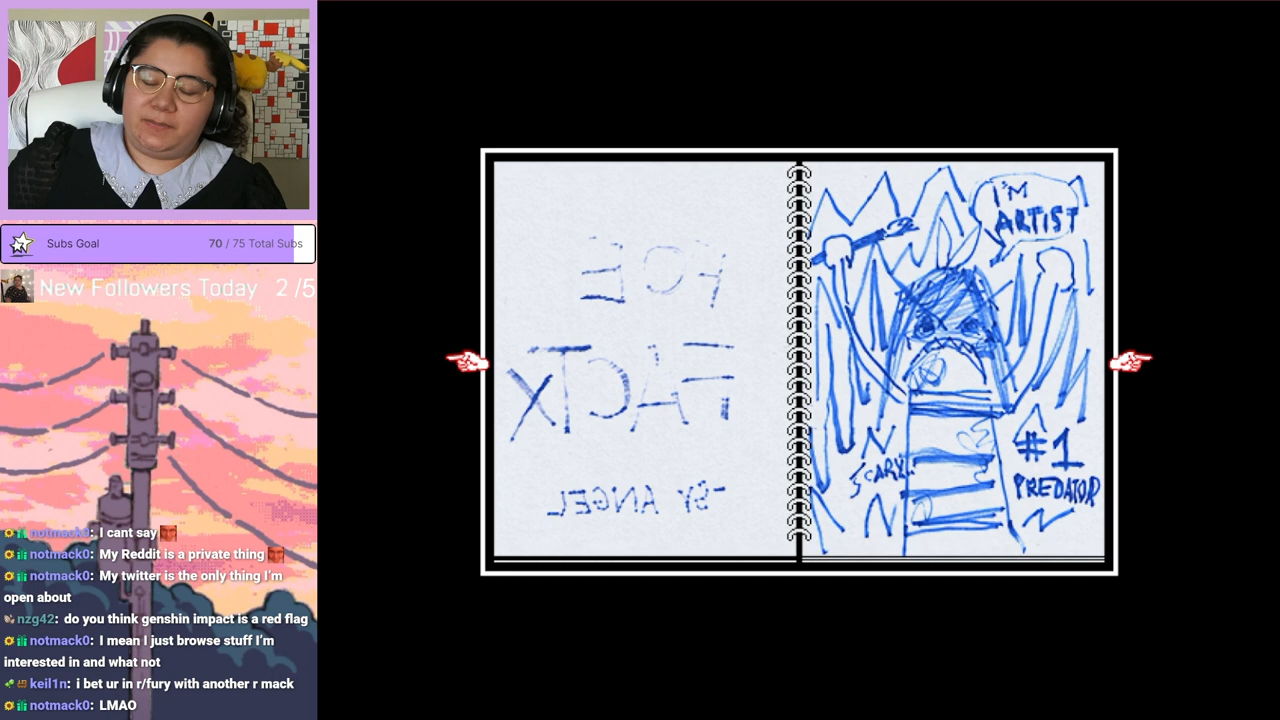 Subs Goal 70 / 75 Total Subs
New Followers Today 2 /5
notmack0: I cant say
notmack0: My Reddit is a private thing
notmack0: My twitter is the only thing I'm
open about
nzg42: do you think genshin impact is a red flag
notmack0: I mean I just browse stuff I'm
interested in and what not
keil1n: i bet ur in r/fury with another r mack
notmack0: LMAO
FACTX
-BY ANGEL
I'M
ARTIST
SCARY
#1
PREDATOR